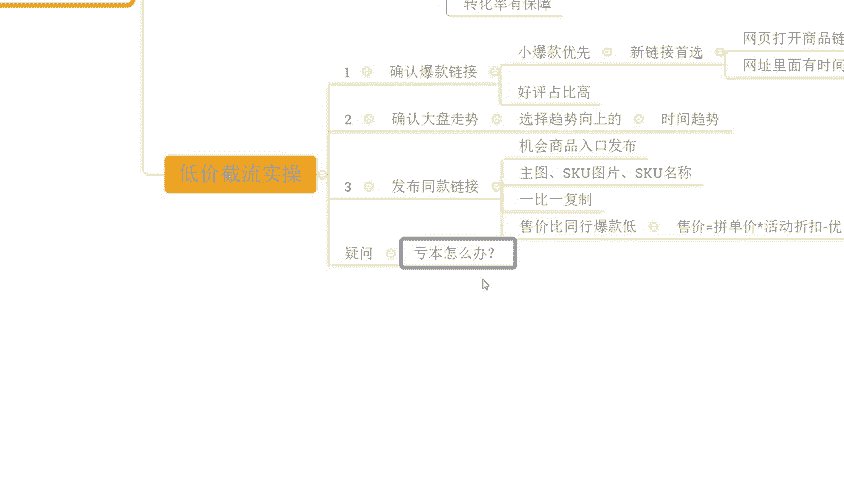 转化率有保障
低价截流实操
1 确认爆款链接
小爆款优先 新链接首选
网页打开商品链
网址里面有时间
好评占比高
2 确认大盘走势 选择趋势向上的 时间趋势
3 发布同款链接
机会商品入口发布
主图、SKU图片、SKU名称
一比一复制
售价比同行爆款低 售价=拼单价*活动折扣-优
疑问 亏本怎么办?